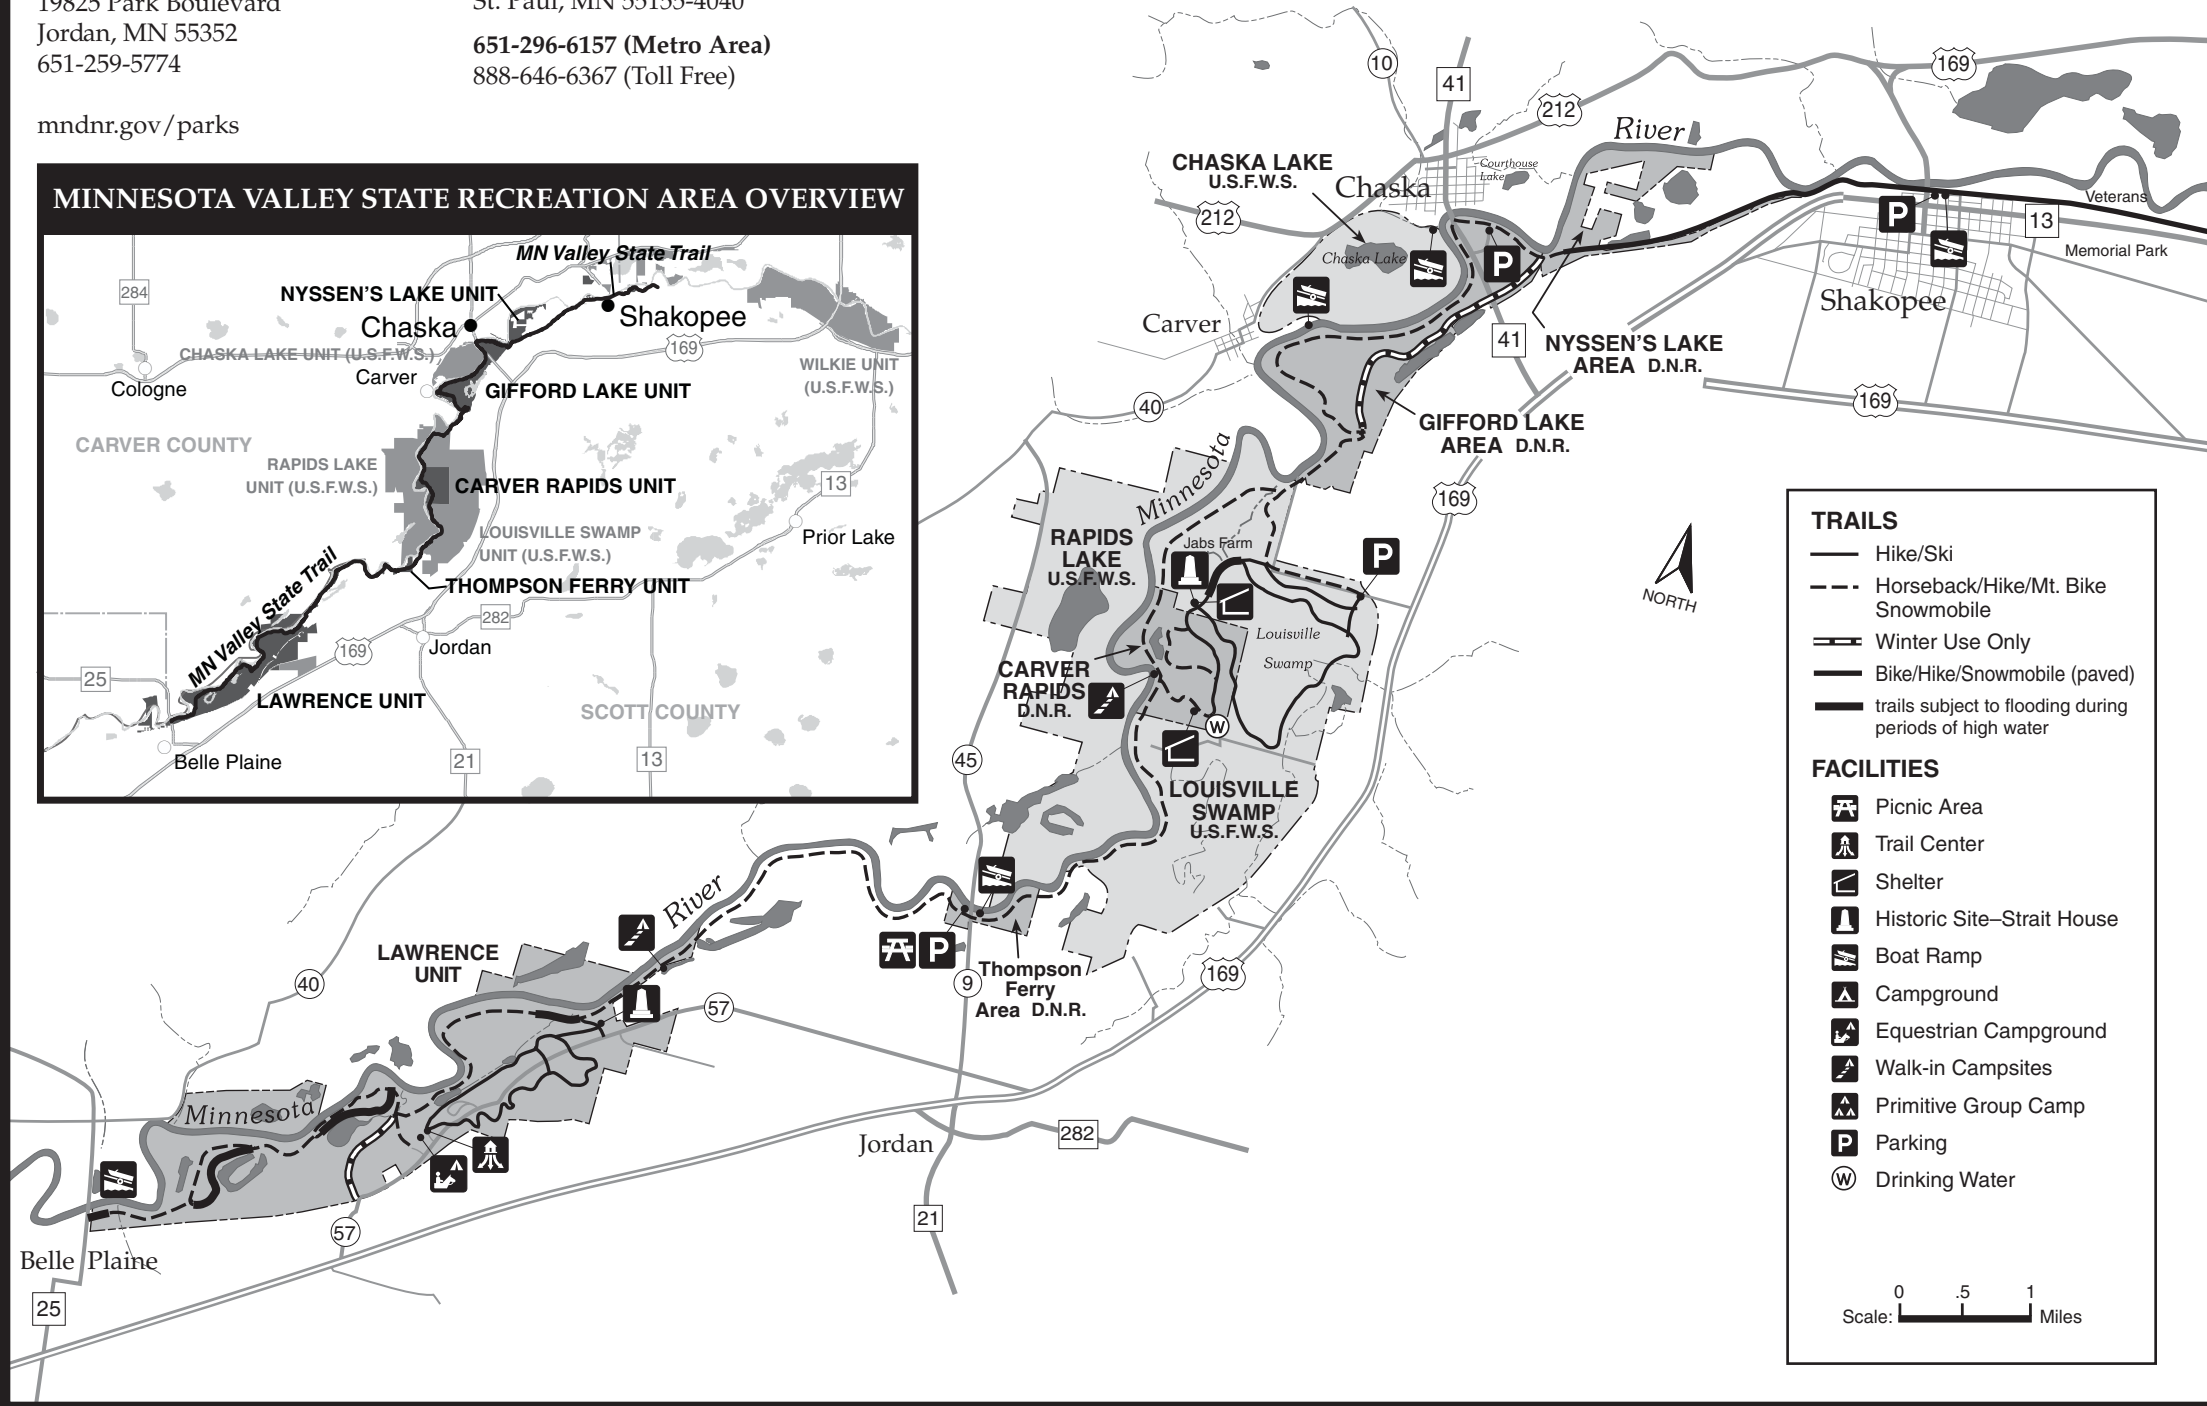 19825 Park Boulevard
Jordan, MN 55352
651-259-5774
mndnr.gov/parks
St. Paul, MN 55155-4040
651-296-6157 (Metro Area)
888-646-6367 (Toll Free)
MINNESOTA VALLEY STATE RECREATION AREA OVERVIEW
MN Valley State Trail
284
NYSSEN'S LAKE UNIT
Chaska
Shakopee
CHASKA LAKE UNIT (U.S.F.W.S.)
169
Cologne
Carver
WILKIE UNIT
(U.S.F.W.S.)
GIFFORD LAKE UNIT
CARVER COUNTY
RAPIDS LAKE
UNIT (U.S.F.W.S.)
CARVER RAPIDS UNIT
13
LOUISVILLE SWAMP
UNIT (U.S.F.W.S.)
Prior Lake
THOMPSON FERRY UNIT
MN Valley State Trail
282
169
Jordan
25
LAWRENCE UNIT
SCOTT COUNTY
Belle Plaine
21
13
10
41
169
212
River
CHASKA LAKE
U.S.F.W.S.
Chaska
Courthouse
Lake
212
Veterans
P
13
Memorial Park
Chaska Lake
P
Shakopee
Carver
41
NYSSEN'S LAKE
AREA D.N.R.
169
40
GIFFORD LAKE
AREA D.N.R.
Minnesota
169
RAPIDS
LAKE
U.S.F.W.S.
Jabs Farm
P
NORTH
Louisville
Swamp
CARVER
RAPIDS
D.N.R.
W
45
LOUISVILLE
SWAMP
U.S.F.W.S.
River
P
LAWRENCE
UNIT
40
57
9
Thompson
Ferry
Area D.N.R.
169
Minnesota
Jordan
282
21
57
Belle Plaine
25
TRAILS
Hike/Ski
Horseback/Hike/Mt. Bike
Snowmobile
Winter Use Only
Bike/Hike/Snowmobile (paved)
trails subject to flooding during
periods of high water
FACILITIES
Picnic Area
Trail Center
Shelter
Historic Site–Strait House
Boat Ramp
Campground
Equestrian Campground
Walk-in Campsites
Primitive Group Camp
P Parking
W Drinking Water
0 .5 1
Scale: Miles